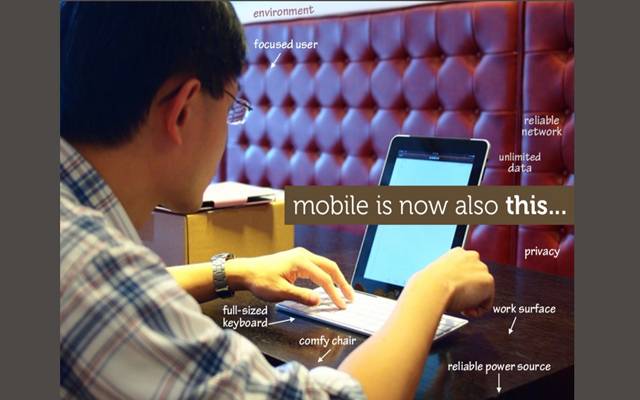 environment
focused user
reliable
network
unlimited
data
mobile is now also this...
privacy
full-sized
keyboard
work surface
comfy chair
reliable power source